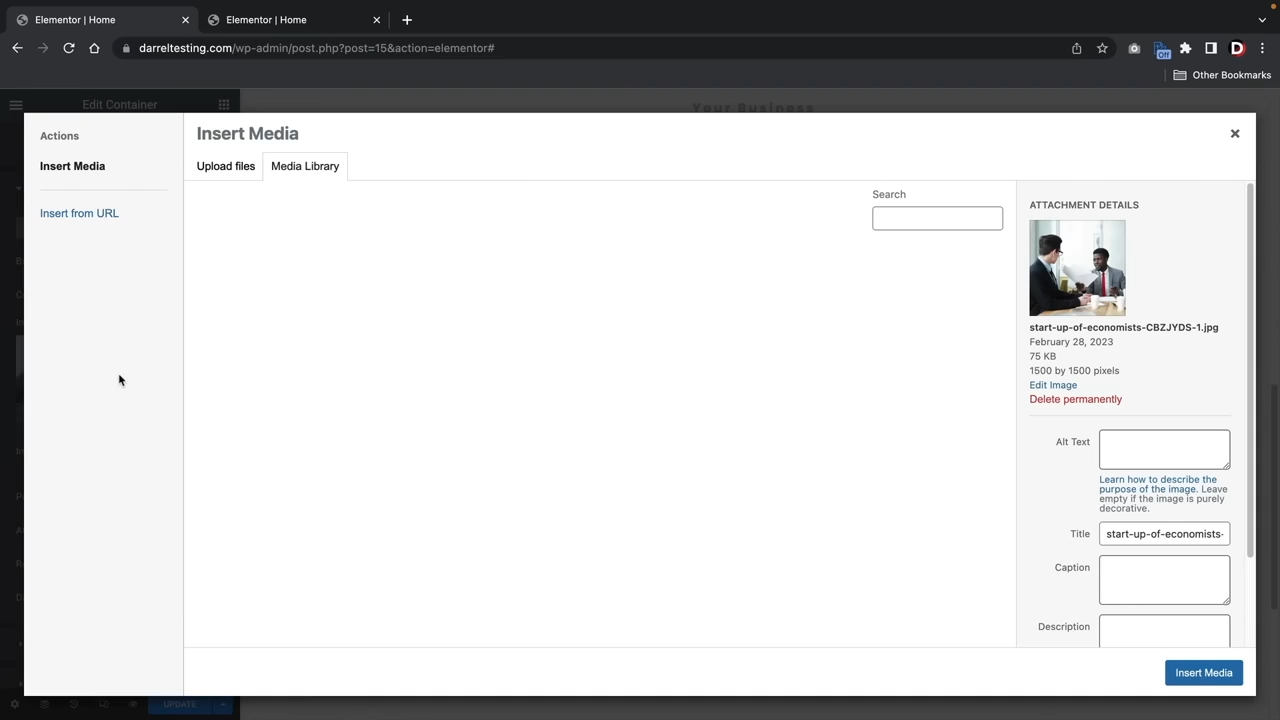 Elementor | Home
Elementor | Home
darreltesting.com/wp-admin/post.php?post=15&action=elementor#
Off
D
Other Bookmarks
Edit Container
Your Business
Actions
Insert Media
Insert from URL
Insert Media
Upload files
Media Library
Search
ATTACHMENT DETAILS
start-up-of-economists-CBZJYDS-1.jpg
February 28, 2023
75 KB
1500 by 1500 pixels
Edit Image
Delete permanently
Alt Text
Learn how to describe the
purpose of the image. Leave
empty if the image is purely
decorative.
Title
start-up-of-economists-
Caption
Description
Insert Media
UPDATE